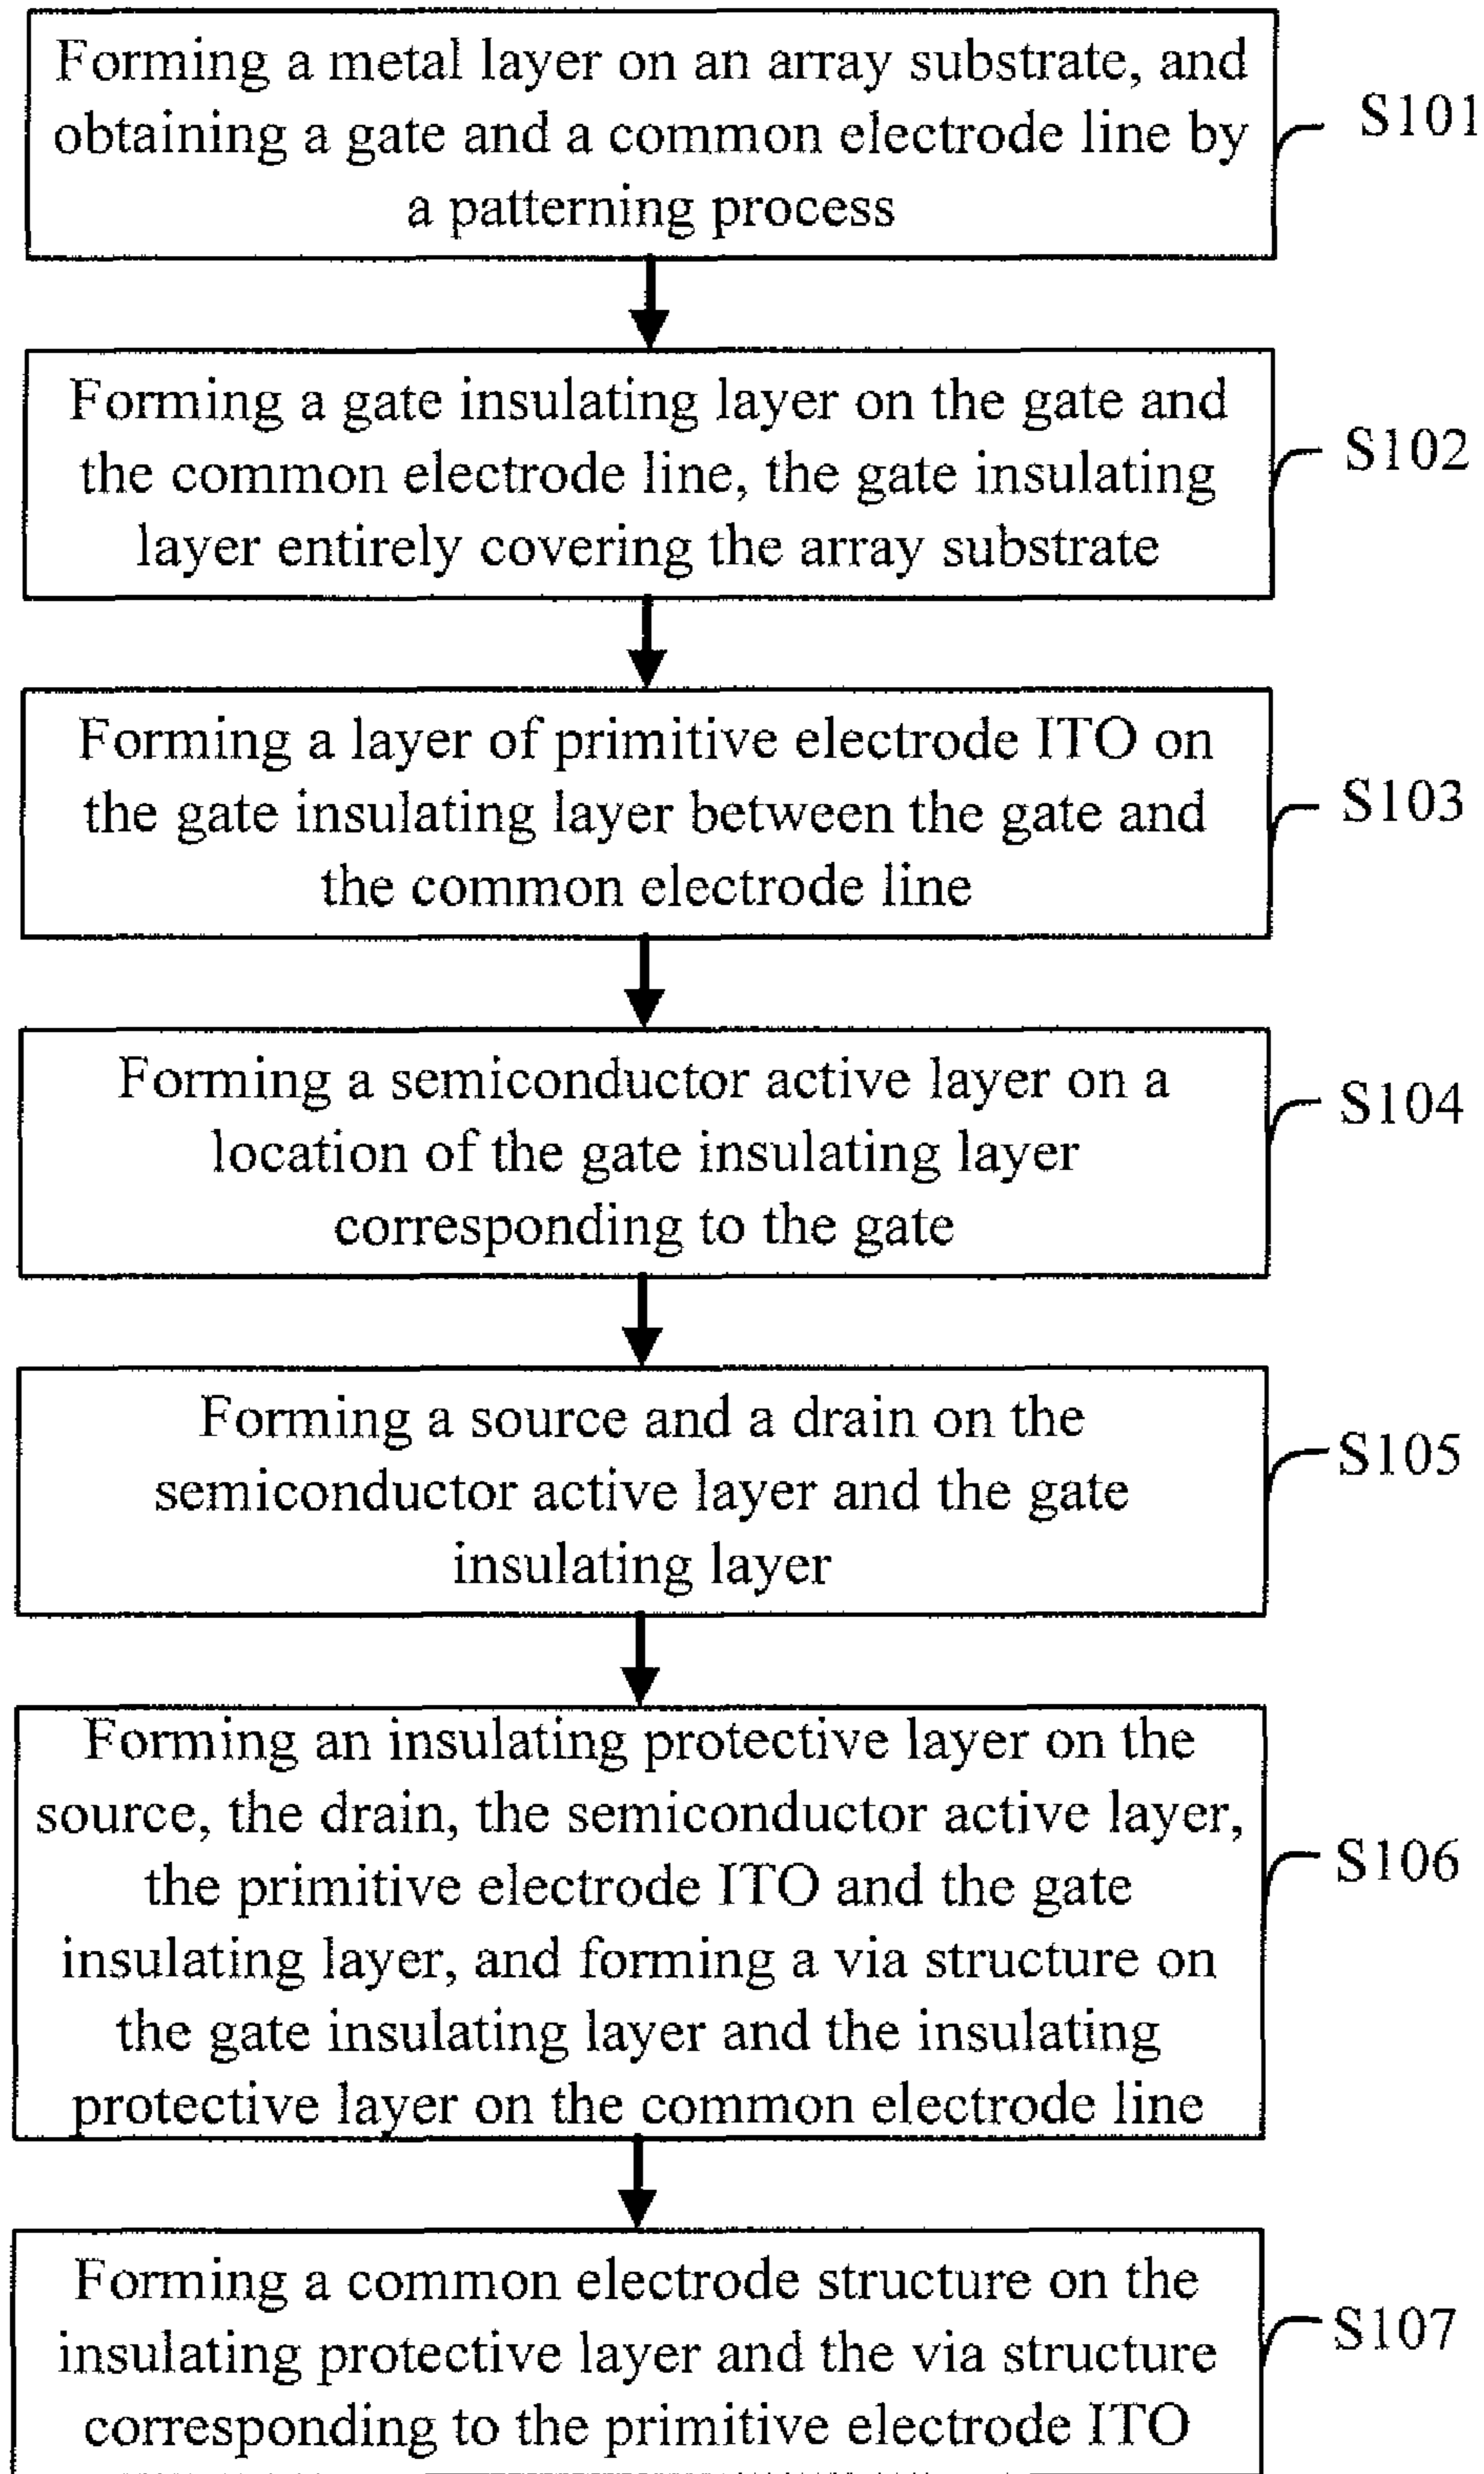 Forming a metal layer on an array substrate, and
obtaining a gate and a common electrode line by
a patterning process
S101
Forming a gate insulating layer on the gate and
the common electrode line, the gate insulating
layer entirely covering the array substrate
S102
Forming a layer of primitive electrode ITO on
the gate insulating layer between the gate and
the common electrode line
S103
Forming a semiconductor active layer on a
location of the gate insulating layer
corresponding to the gate
S104
Forming a source and a drain on the
semiconductor active layer and the gate
insulating layer
S105
Forming an insulating protective layer on the
source, the drain, the semiconductor active layer,
the primitive electrode ITO and the gate
insulating layer, and forming a via structure on
the gate insulating layer and the insulating
protective layer on the common electrode line
S106
Forming a common electrode structure on the
insulating protective layer and the via structure
corresponding to the primitive electrode ITO
S107